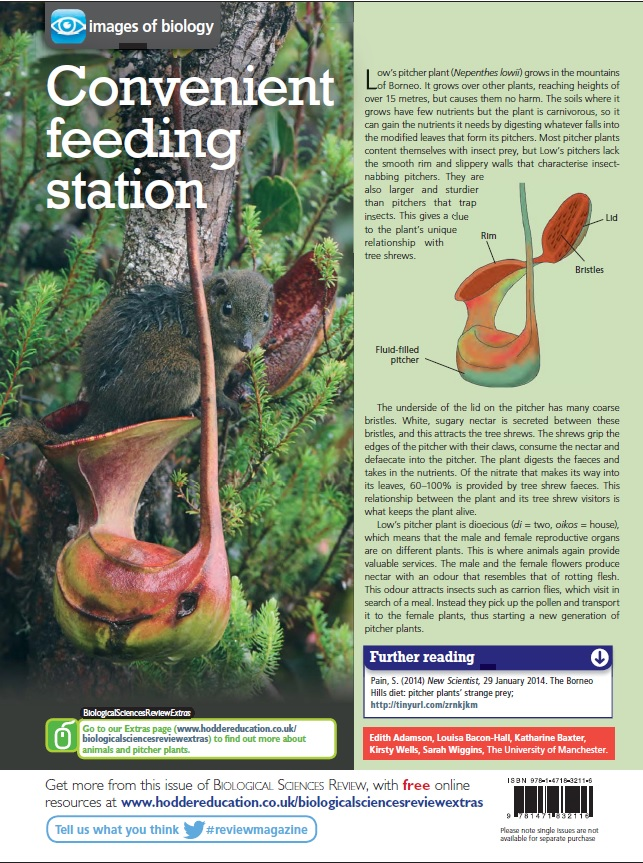 images of biology
Convenient
feeding
station
Low's pitcher plant (Nepenthes lowii) grows in the mountains
of Borneo. It grows over other plants, reaching heights of
over 15 metres, but causes them no harm. The soils where it
grows have few nutrients but the plant is carnivorous, so it
can gain the nutrients it needs by digesting whatever falls into
the modified leaves that form its pitchers. Most pitcher plants
content themselves with insect prey, but Low's pitchers lack
the smooth rim and slippery walls that characterise insect-
nabbing pitchers. They are
also larger and sturdier
than pitchers that trap
insects. This gives a clue
to the plant's unique
relationship with
tree shrews.
Lid
Rim
Bristles
Fluid-filled
pitcher
The underside of the lid on the pitcher has many coarse
bristles. White, sugary nectar is secreted between these
bristles, and this attracts the tree shrews. The shrews grip the
edges of the pitcher with their claws, consume the nectar and
defaecate into the pitcher. The plant digests the faeces and
takes in the nutrients. Of the nitrate that makes its way into
its leaves, 60–100% is provided by tree shrew faeces. This
relationship between the plant and its tree shrew visitors is
what keeps the plant alive.
Low's pitcher plant is dioecious (di = two, oikos = house),
which means that the male and female reproductive organs
are on different plants. This is where animals again provide
valuable services. The male and the female flowers produce
nectar with an odour that resembles that of rotting flesh.
This odour attracts insects such as carrion flies, which visit in
search of a meal. Instead they pick up the pollen and transport
it to the female plants, thus starting a new generation of
pitcher plants.
Further reading
Pain, S. (2014) New Scientist, 29 January 2014. The Borneo
Hills diet: pitcher plants' strange prey;
http://tinyurl.com/zrnkjkm
BiologicalSciencesReviewExtras
Go to our Extras page (www.hoddereducation.co.uk/
biologicalsciencesreviewextras) to find out more about
animals and pitcher plants.
Edith Adamson, Louisa Bacon-Hall, Katharine Baxter,
Kirsty Wells, Sarah Wiggins, The University of Manchester.
Get more from this issue of BIOLOGICAL SCIENCES REVIEW, with free online
resources at www.hoddereducation.co.uk/biologicalsciencesreviewextras
Tell us what you think #reviewmagazine
ISBN 978-1-4718-3211-6
9 781471 832116
Please note single issues are not
available for separate purchase